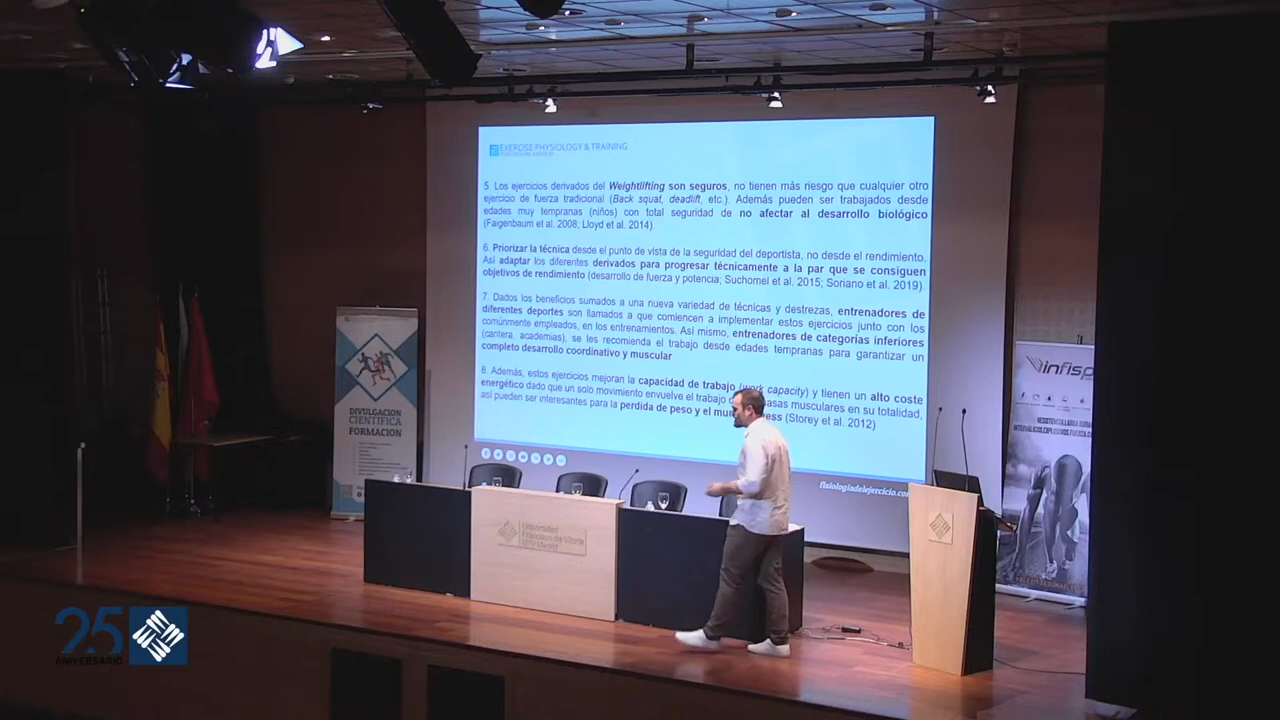 EXERCISE PHYSIOLOGY & TRAINING
5. Los ejercicios derivados del Weightlifting son seguros, no tienen más riesgo que cualquier otro
ejercicio de fuerza tradicional (Back squat, deadlift, etc.). Además pueden ser trabajados desde
edades muy tempranas (niños) con total seguridad de no afectar al desarrollo biológico
(Faigenbaum et al. 2008; Lloyd et al. 2014).
6. Priorizar la técnica desde el punto de vista de la seguridad del deportista, no desde el rendimiento.
Así adaptar los diferentes derivados para progresar técnicamente a la par que se consiguen
objetivos de rendimiento (desarrollo de fuerza y potencia; Suchomel et al. 2015; Soriano et al. 2019).
7. Dados los beneficios sumados a una nueva variedad de técnicas y destrezas, entrenadores de
diferentes deportes son llamados a que comiencen a implementar estos ejercicios junto con los
comúnmente empleados, en los entrenamientos. Así mismo, entrenadores de categorías inferiores
(cantera, academias), se les recomienda el trabajo desde edades tempranas para garantizar un
completo desarrollo coordinativo y muscular
8. Además, estos ejercicios mejoran la capacidad de trabajo (work capacity) y tienen un alto coste
energético dado que un solo movimiento envuelve el trabajo asas musculares en su totalidad,
así pueden ser interesantes para la perdida de peso y el mu ess (Storey et al. 2012)
fisiologiadelejercicio.co
DIVULGACIÓN
CIENTÍFICA
FORMACION
Universidad
Francisco de Vitoria
UFV Madrid
infisp
25
ANIVERSARIO